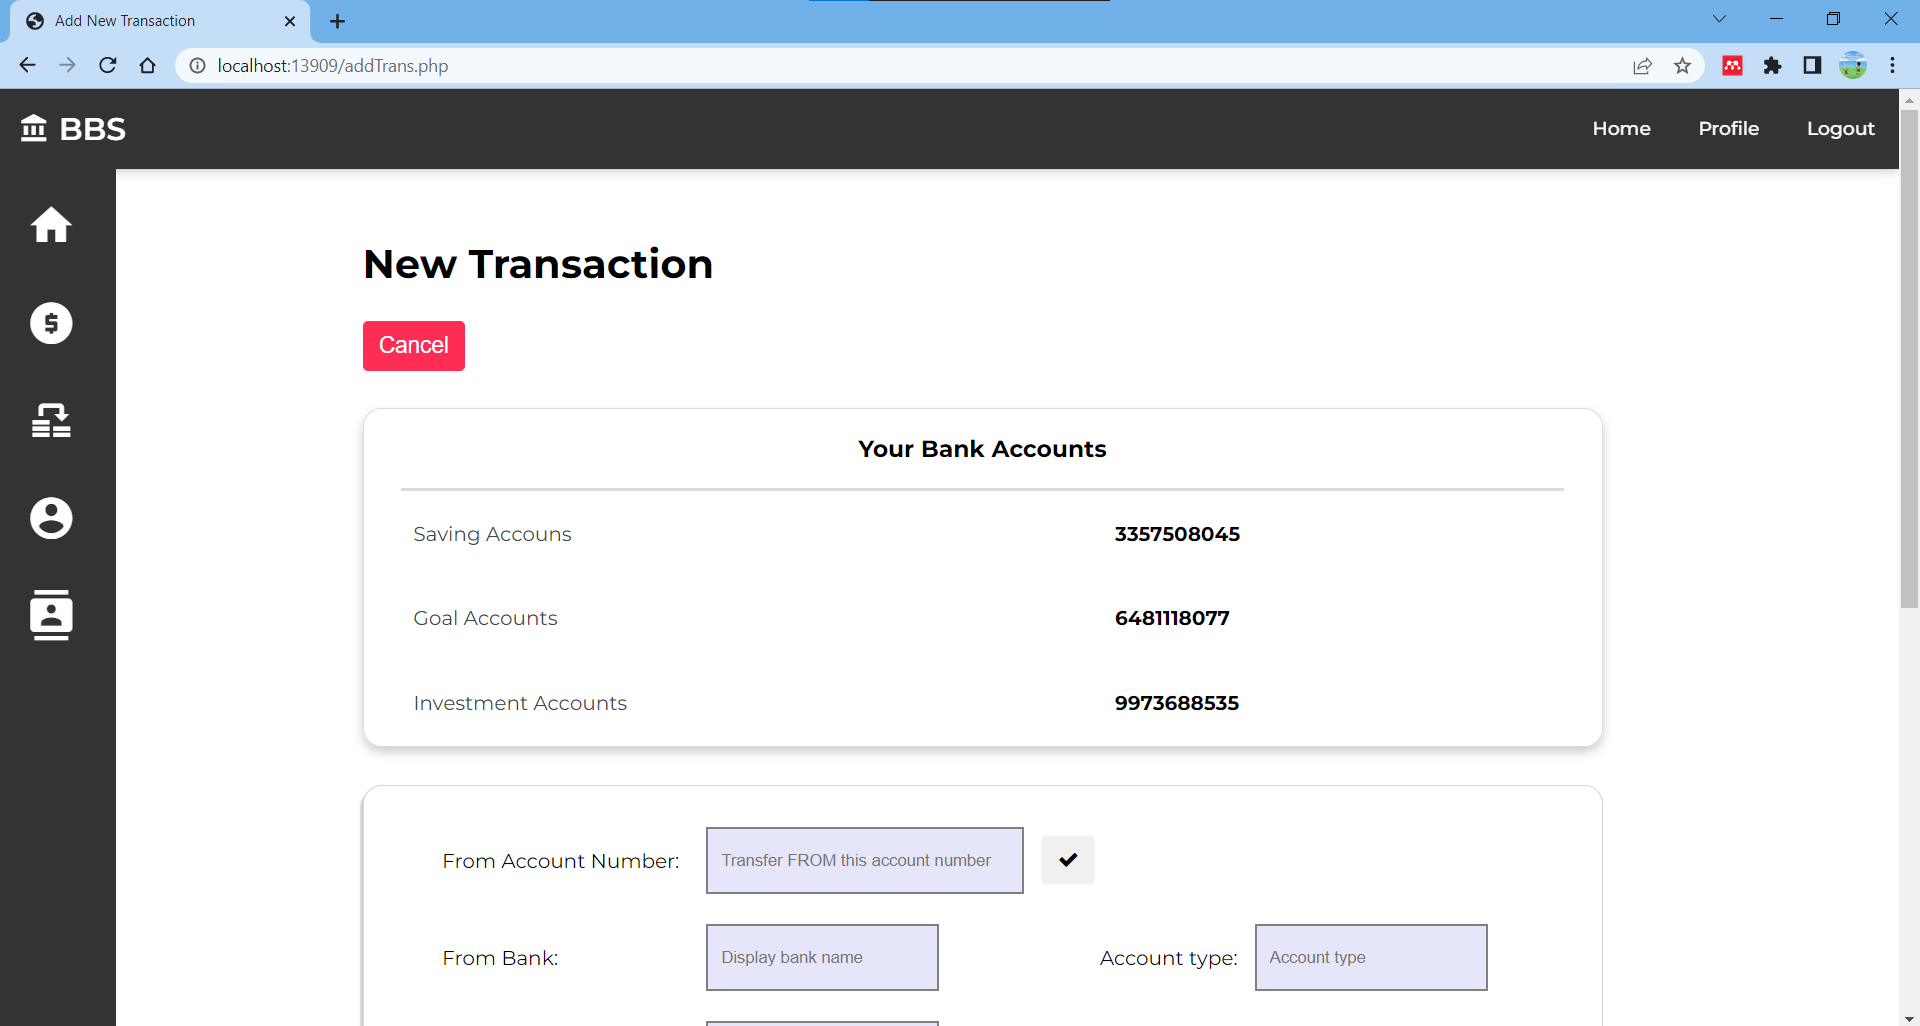 Add New Transaction
localhost:13909/addTrans.php
BBS
Home Profile Logout
New Transaction
Cancel
Your Bank Accounts
Saving Accouns 3357508045
Goal Accounts 6481118077
Investment Accounts 9973688535
From Account Number: Transfer FROM this account number
From Bank: Display bank name Account type: Account type